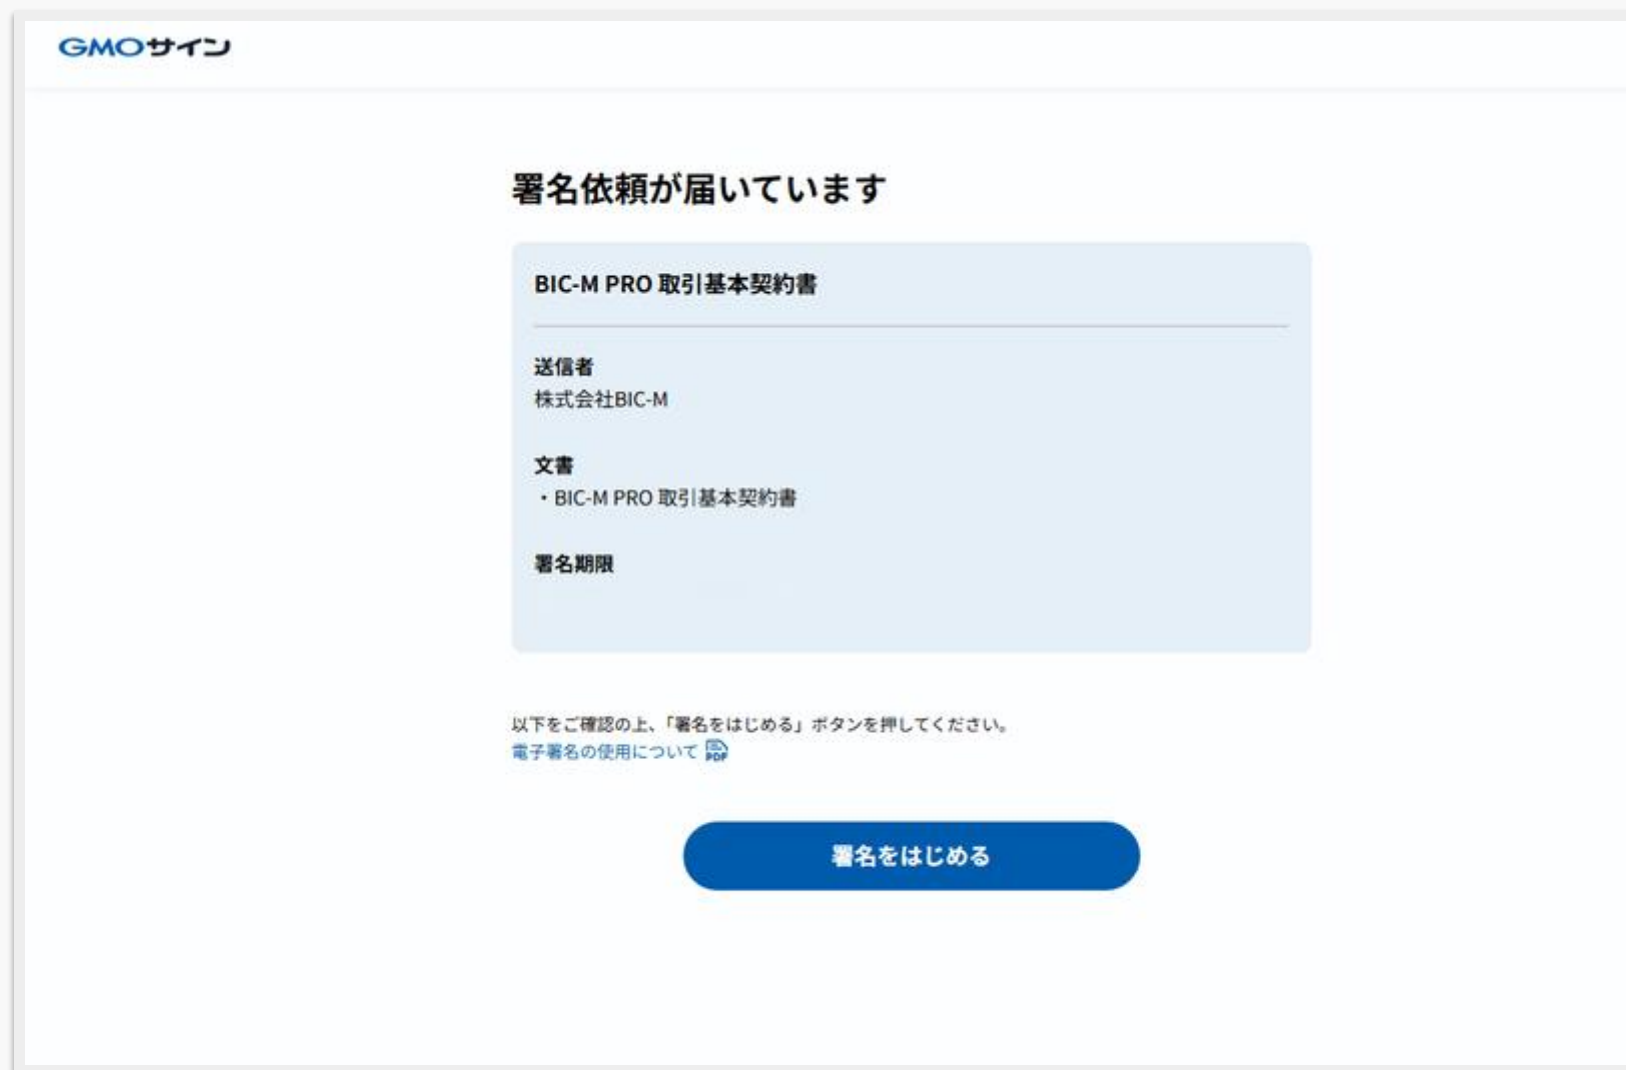 GMOサイン
署名依頼が届いています
BIC-M PRO 取引基本契約書
送信者
株式会社BIC-M
文書
・BIC-M PRO 取引基本契約書
署名期限
以下をご確認の上、「署名をはじめる」ボタンを押してください。
電子署名の使用について PDF
署名をはじめる